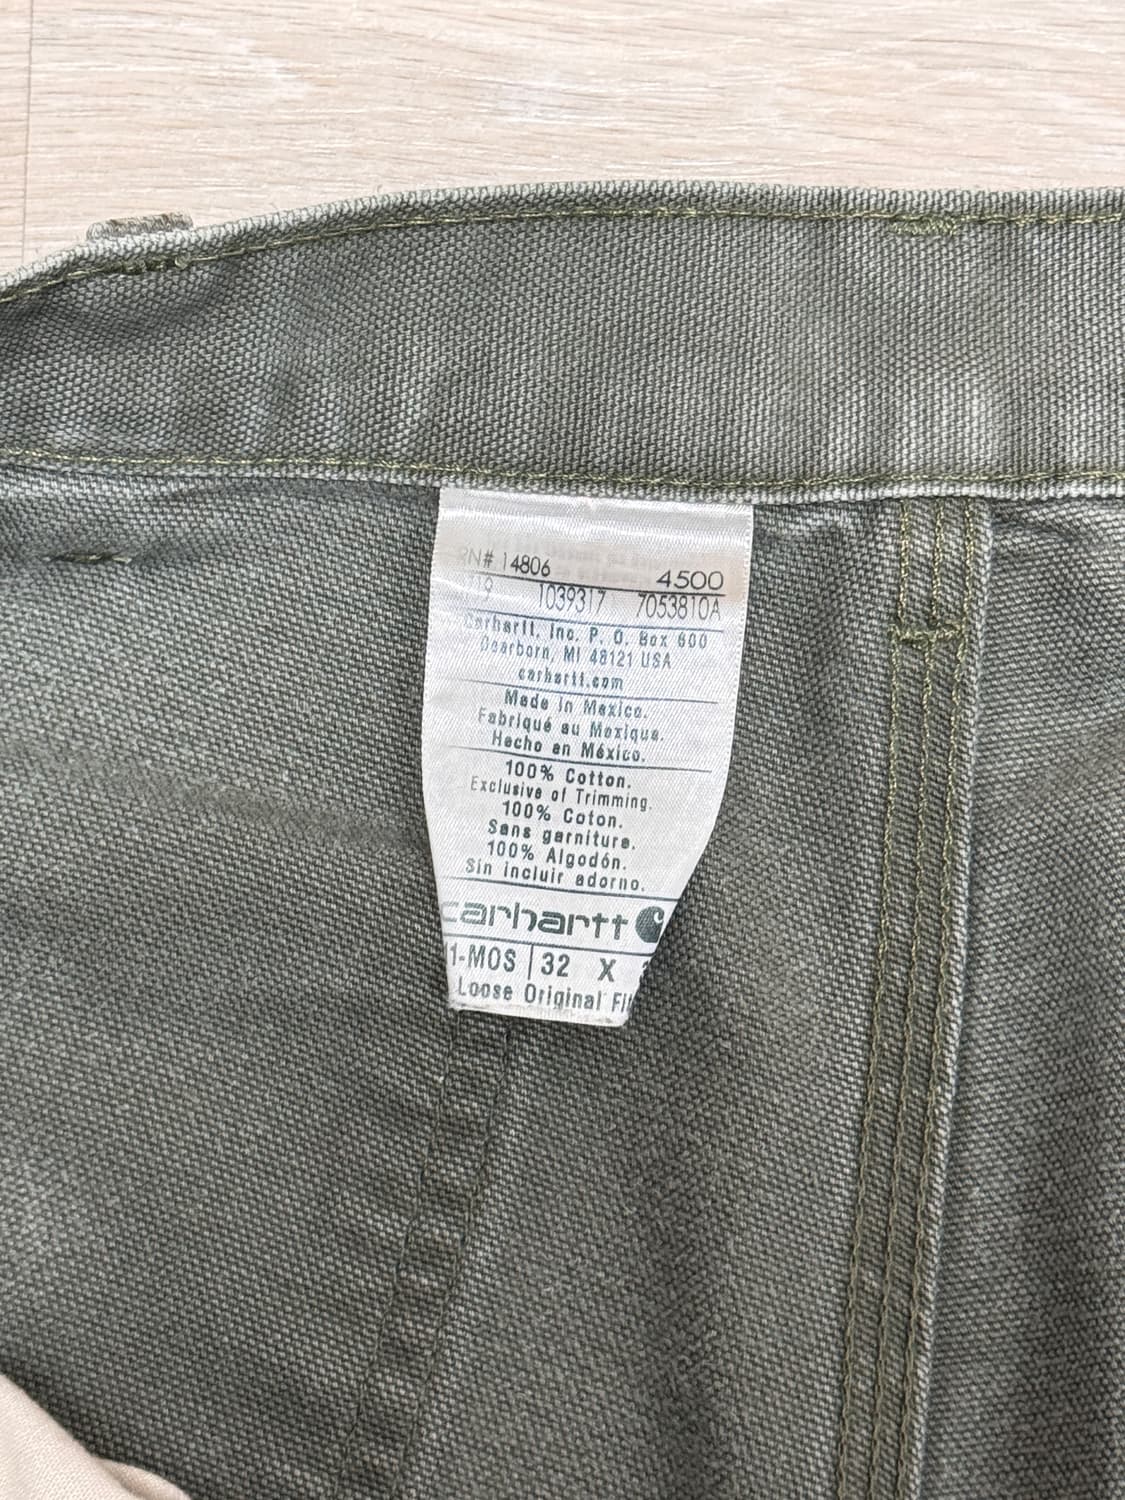 RN# 14806 4500
1039317 7053810A
Carhartt, Inc. P. O. Box 600
Dearborn, MI 48121 USA
carhartt.com
Made in Mexico.
Fabriqué au Mexique.
Hecho en México.
100% Cotton.
Exclusive of Trimming.
100% Coton.
Sans garniture.
100% Algodón.
Sin incluir adorno.
carhartt
1-MOS 32 X
Loose Original Fit